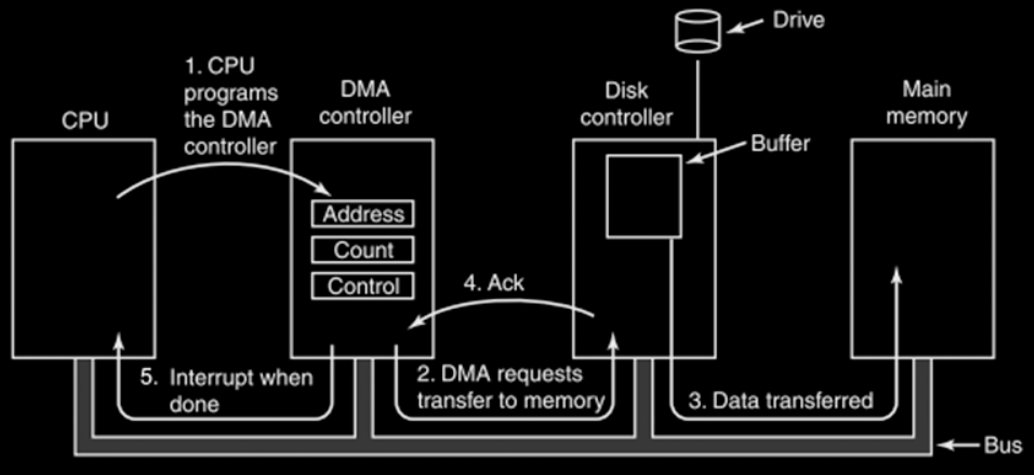 Drive
1. CPU
programs
the DMA
controller
CPU
DMA
controller
Disk
controller
Main
memory
Buffer
Address
Count
Control
4. Ack
5. Interrupt when
done
2. DMA requests
transfer to memory
3. Data transferred
Bus